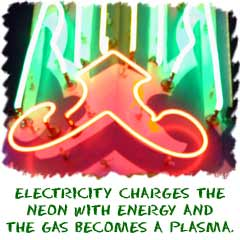 ELECTRICITY CHARGES THE
NEON WITH ENERGY AND
THE GAS BECOMES A PLASMA.